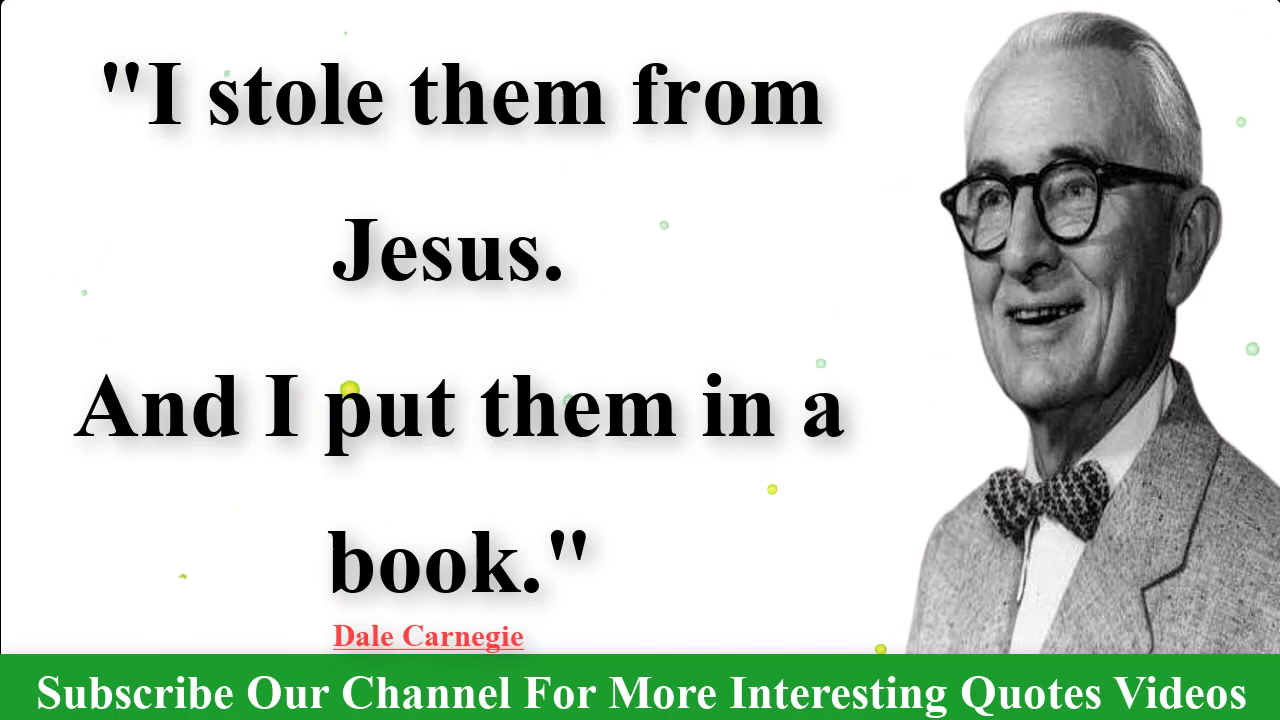 "I stole them from
Jesus.
And I put them in a
book."
Dale Carnegie
Subscribe Our Channel For More Interesting Quotes Videos